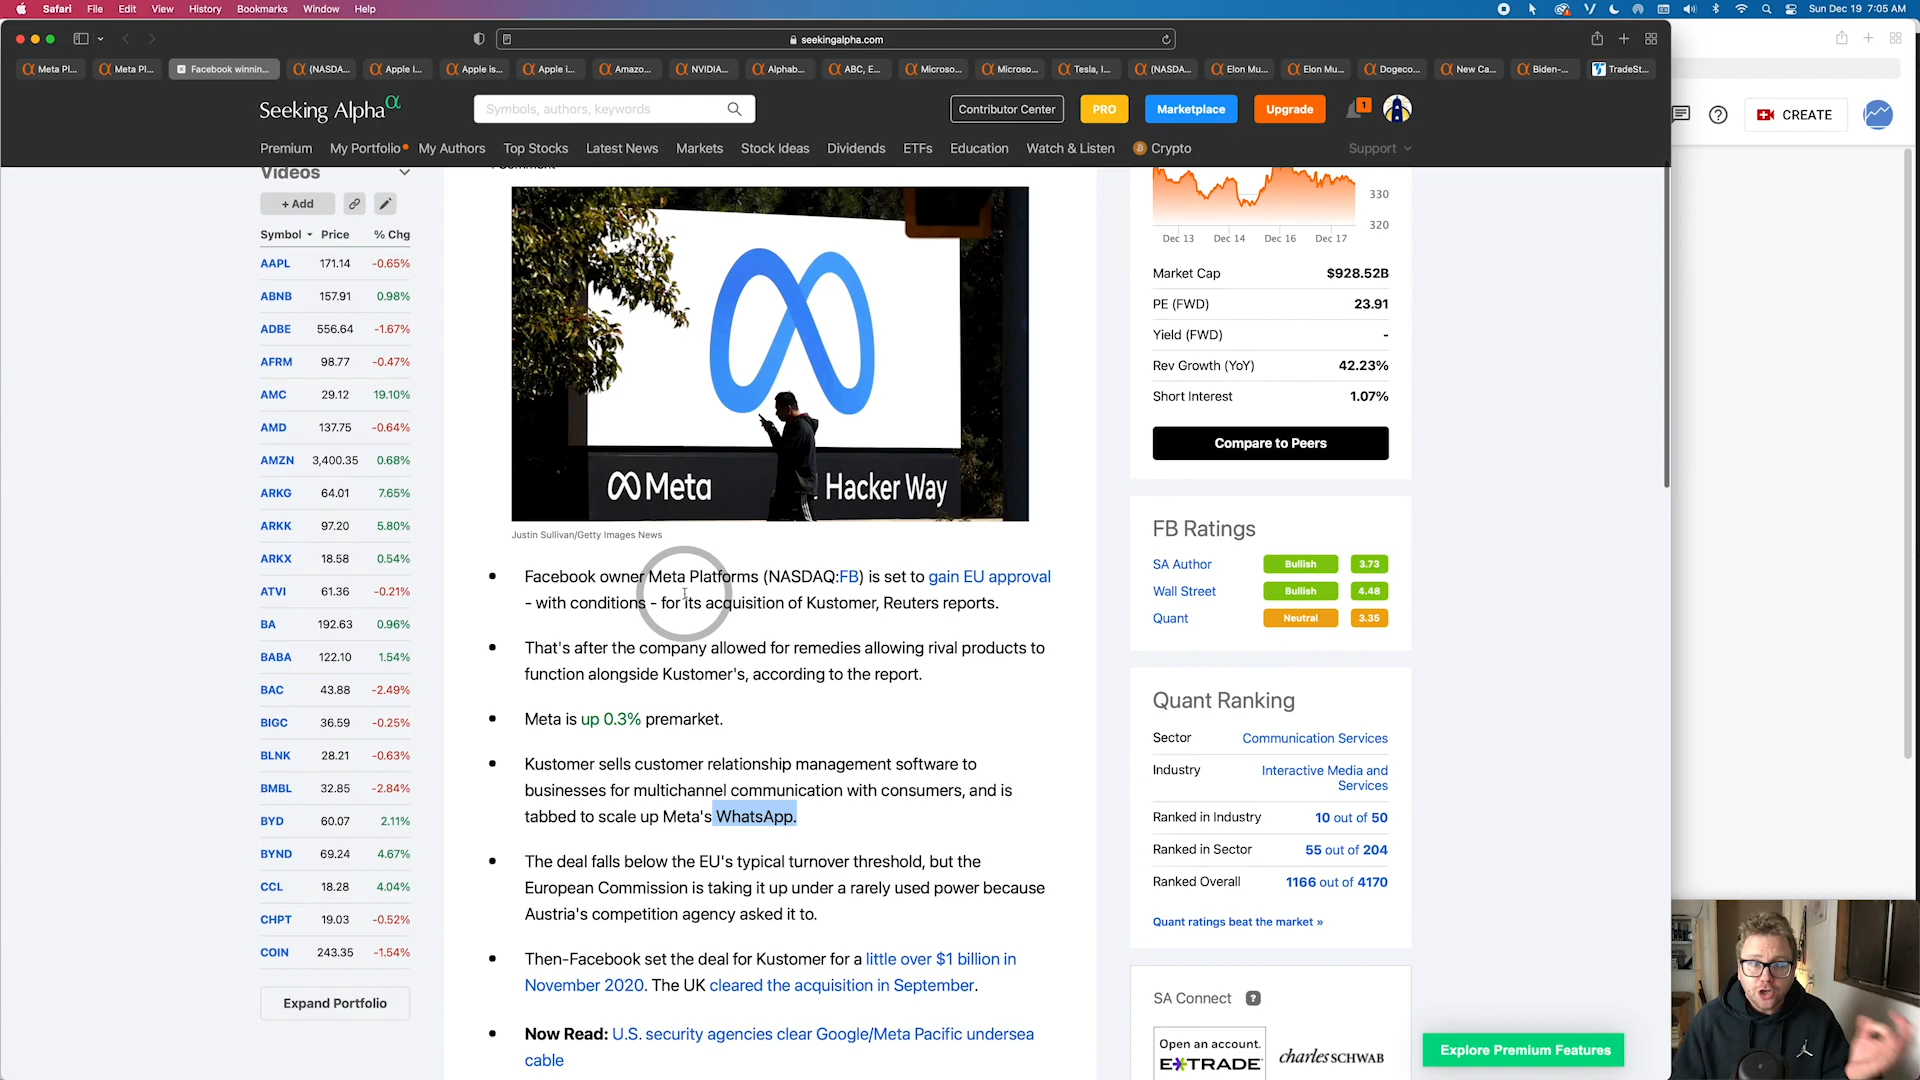 Safari File Edit View History Bookmarks Window Help
Sun Dec 19 7:05 AM
seekingalpha.com
Meta Pl...
Meta Pl...
Facebook winnin...
(NASDA...
Apple I...
Apple is...
Apple i...
Amazo...
NVIDIA...
Alphab...
ABC, E...
Microso...
Microso...
Tesla, I...
(NASDA...
Elon Mu...
Elon Mu...
Dogeco...
New Ca...
Biden-...
TradeSt...
Seeking Alpha α
Symbols, authors, keywords
Contributor Center
PRO
Marketplace
Upgrade
1
CREATE
Premium My Portfolio My Authors Top Stocks Latest News Markets Stock Ideas Dividends ETFs Education Watch & Listen Crypto
Support
Videos
+ Add
Symbol Price % Chg
AAPL 171.14 -0.65%
ABNB 157.91 0.98%
ADBE 556.64 -1.67%
AFRM 98.77 -0.47%
AMC 29.12 19.10%
AMD 137.75 -0.64%
AMZN 3,400.35 0.68%
ARKG 64.01 7.65%
ARKK 97.20 5.80%
ARKX 18.58 0.54%
ATVI 61.36 -0.21%
BA 192.63 0.96%
BABA 122.10 1.54%
BAC 43.88 -2.49%
BIGC 36.59 -0.25%
BLNK 28.21 -0.63%
BMBL 32.85 -2.84%
BYD 60.07 2.11%
BYND 69.24 4.67%
CCL 18.28 4.04%
CHPT 19.03 -0.52%
COIN 243.35 -1.54%
Expand Portfolio
Meta
Hacker Way
Justin Sullivan/Getty Images News
• Facebook owner Meta Platforms (NASDAQ:FB) is set to gain EU approval
- with conditions - for its acquisition of Kustomer, Reuters reports.
• That's after the company allowed for remedies allowing rival products to
function alongside Kustomer's, according to the report.
• Meta is up 0.3% premarket.
• Kustomer sells customer relationship management software to
businesses for multichannel communication with consumers, and is
tabbed to scale up Meta's WhatsApp.
• The deal falls below the EU's typical turnover threshold, but the
European Commission is taking it up under a rarely used power because
Austria's competition agency asked it to.
• Then-Facebook set the deal for Kustomer for a little over $1 billion in
November 2020. The UK cleared the acquisition in September.
• Now Read: U.S. security agencies clear Google/Meta Pacific undersea
cable
330
320
Dec 13 Dec 14 Dec 16 Dec 17
Market Cap $928.52B
PE (FWD) 23.91
Yield (FWD) -
Rev Growth (YoY) 42.23%
Short Interest 1.07%
Compare to Peers
FB Ratings
SA Author Bullish 3.73
Wall Street Bullish 4.48
Quant Neutral 3.35
Quant Ranking
Sector Communication Services
Industry Interactive Media and
Services
Ranked in Industry 10 out of 50
Ranked in Sector 55 out of 204
Ranked Overall 1166 out of 4170
Quant ratings beat the market »
SA Connect ?
Open an account.
E*TRADE
charles SCHWAB
Explore Premium Features